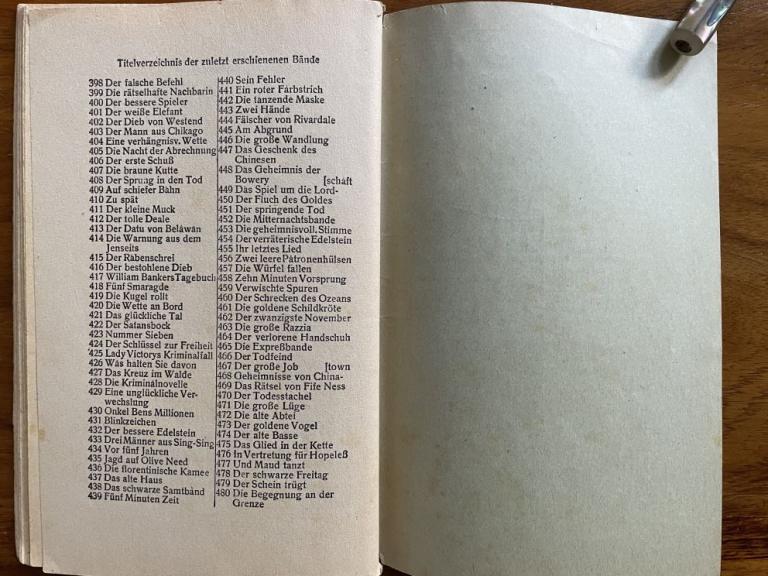 Titelverzeichnis der zuletzt erschienenen Bände
398 Der falsche Befehl
399 Die rätselhafte Nachbarin
400 Der bessere Spieler
401 Der weiße Elefant
402 Der Dieb von Westend
403 Der Mann aus Chikago
404 Eine verhängnisv. Wette
405 Die Nacht der Abrechnung
406 Der erste Schuß
407 Die braune Kutte
408 Der Sprung in den Tod
409 Auf schiefer Bahn
410 Zu spät
411 Der kleine Muck
412 Der tolle Deale
413 Der Datu von Beláwán
414 Die Warnung aus dem
Jenseits
415 Der Rabenschrei
416 Der bestohlene Dieb
417 William Bankers Tagebuch
418 Fünf Smaragde
419 Die Kugel rollt
420 Die Wette an Bord
421 Das glückliche Tal
422 Der Satansbock
423 Nummer Sieben
424 Der Schlüssel zur Freiheit
425 Lady Victorys Kriminalfall
426 Was halten Sie davon
427 Das Kreuz im Walde
428 Die Kriminalnovelle
429 Eine unglückliche Ver-
wechslung
430 Onkel Bens Millionen
431 Blinkzeichen
432 Der bessere Edelstein
433 Drei Männer aus Sing-Sing
434 Vor fünf Jahren
435 Jagd auf Olive Need
436 Die florentinische Kamee
437 Das alte Haus
438 Das schwarze Samtband
439 Fünf Minuten Zeit
440 Sein Fehler
441 Ein roter Farbstrich
442 Die tanzende Maske
443 Zwei Hände
444 Fälscher von Rivardale
445 Am Abgrund
446 Die große Wandlung
447 Das Geschenk des
Chinesen
448 Das Geheimnis der
Bowery [schaft
449 Das Spiel um die Lord-
450 Der Fluch des Goldes
451 Der springende Tod
452 Die Mitternachtsbande
453 Die geheimnisvoll. Stimme
454 Der verräterische Edelstein
455 Ihr letztes Lied
456 Zwei leere Patronenhülsen
457 Die Würfel fallen
458 Zehn Minuten Vorsprung
459 Verwischte Spuren
460 Der Schrecken des Ozeans
461 Die goldene Schildkröte
462 Der zwanzigste November
463 Die große Razzia
464 Der verlorene Handschuh
465 Die Expreßbande
466 Der Todfeind
467 Der große Job [town
468 Geheimnisse von China-
469 Das Rätsel von Fife Ness
470 Der Todesstachel
471 Die große Lüge
472 Die alte Abtei
473 Der goldene Vogel
474 Der alte Basse
475 Das Glied in der Kette
476 In Vertretung für Hopeleß
477 Und Maud tanzt
478 Der schwarze Freitag
479 Der Schein trügt
480 Die Begegnung an der
Grenze